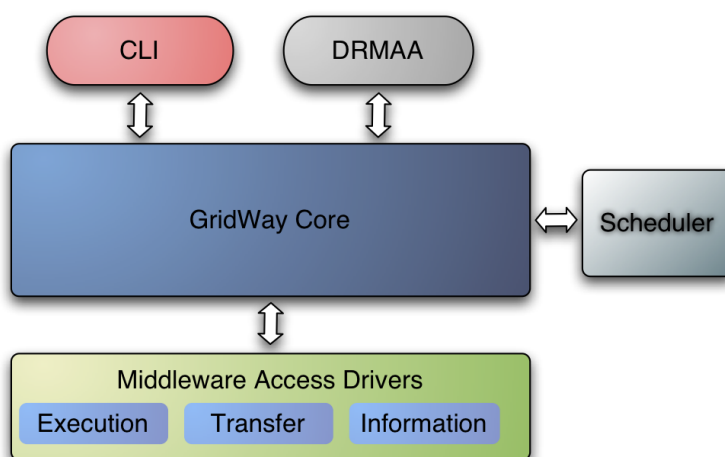 CLI
DRMAA
GridWay Core
Scheduler
Middleware Access Drivers
Execution
Transfer
Information